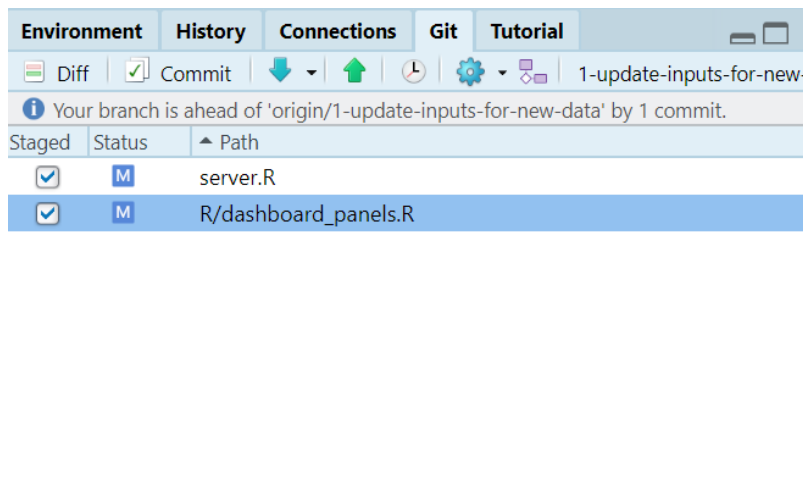 Environment History Connections Git Tutorial
Diff Commit 1-update-inputs-for-new-
Your branch is ahead of 'origin/1-update-inputs-for-new-data' by 1 commit.
Staged Status Path
M server.R
M R/dashboard_panels.R